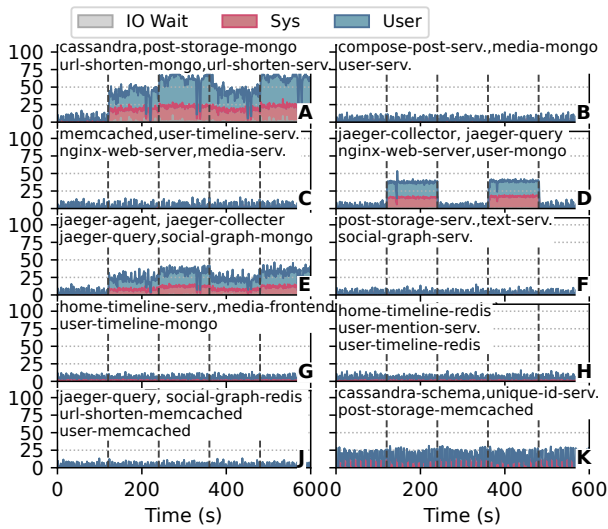 IO Wait Sys User
cassandra,post-storage-mongo
url-shorten-mongo,url-shorten-serv.
100
75
50
25
0
A
compose-post-serv.,media-mongo
user-serv.
B
memcached,user-timeline-serv.
nginx-web-server,media-serv.
100
75
50
25
0
C
jaeger-collector, jaeger-query
nginx-web-server,user-mongo
D
jaeger-agent, jaeger-collecter
jaeger-query,social-graph-mongo
100
75
50
25
0
E
post-storage-serv.,text-serv.
social-graph-serv.
F
home-timeline-serv.,media-frontend
user-timeline-mongo
100
75
50
25
0
G
home-timeline-redis
user-mention-serv.
user-timeline-redis
H
jaeger-query, social-graph-redis
url-shorten-memcached
user-memcached
100
75
50
25
0
J
cassandra-schema,unique-id-serv.
post-storage-memcached
K
0 200 400 600 200 400 600
Time (s) Time (s)